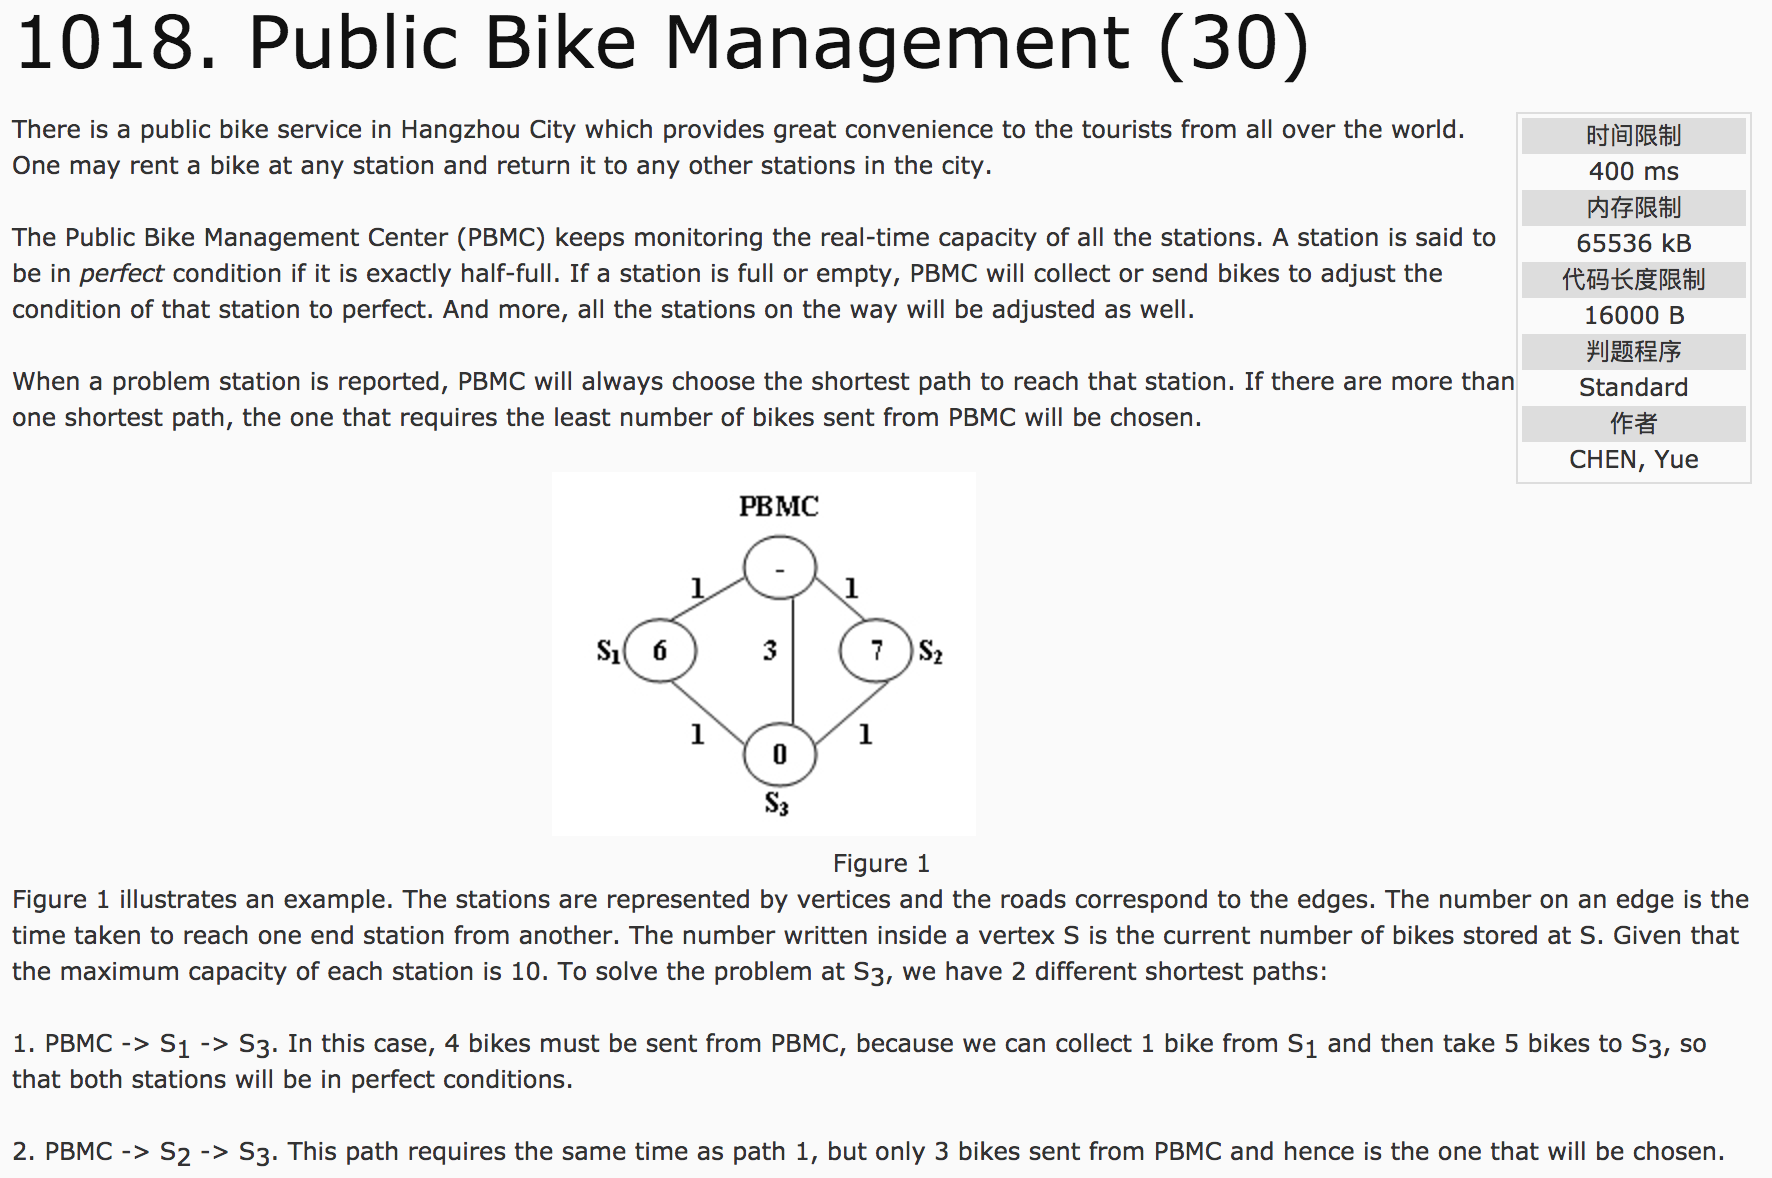 1018. Public Bike Management (30)
There is a public bike service in Hangzhou City which provides great convenience to the tourists from all over the world.
One may rent a bike at any station and return it to any other stations in the city.
The Public Bike Management Center (PBMC) keeps monitoring the real-time capacity of all the stations. A station is said to
be in perfect condition if it is exactly half-full. If a station is full or empty, PBMC will collect or send bikes to adjust the
condition of that station to perfect. And more, all the stations on the way will be adjusted as well.
When a problem station is reported, PBMC will always choose the shortest path to reach that station. If there are more than
one shortest path, the one that requires the least number of bikes sent from PBMC will be chosen.
时间限制
400 ms
内存限制
65536 kB
代码长度限制
16000 B
判题程序
Standard
作者
CHEN, Yue
PBMC
-
1 1
S1 6 3 7 S2
1 1
0
S3
Figure 1
Figure 1 illustrates an example. The stations are represented by vertices and the roads correspond to the edges. The number on an edge is the
time taken to reach one end station from another. The number written inside a vertex S is the current number of bikes stored at S. Given that
the maximum capacity of each station is 10. To solve the problem at S3, we have 2 different shortest paths:
1. PBMC -> S1 -> S3. In this case, 4 bikes must be sent from PBMC, because we can collect 1 bike from S1 and then take 5 bikes to S3, so
that both stations will be in perfect conditions.
2. PBMC -> S2 -> S3. This path requires the same time as path 1, but only 3 bikes sent from PBMC and hence is the one that will be chosen.